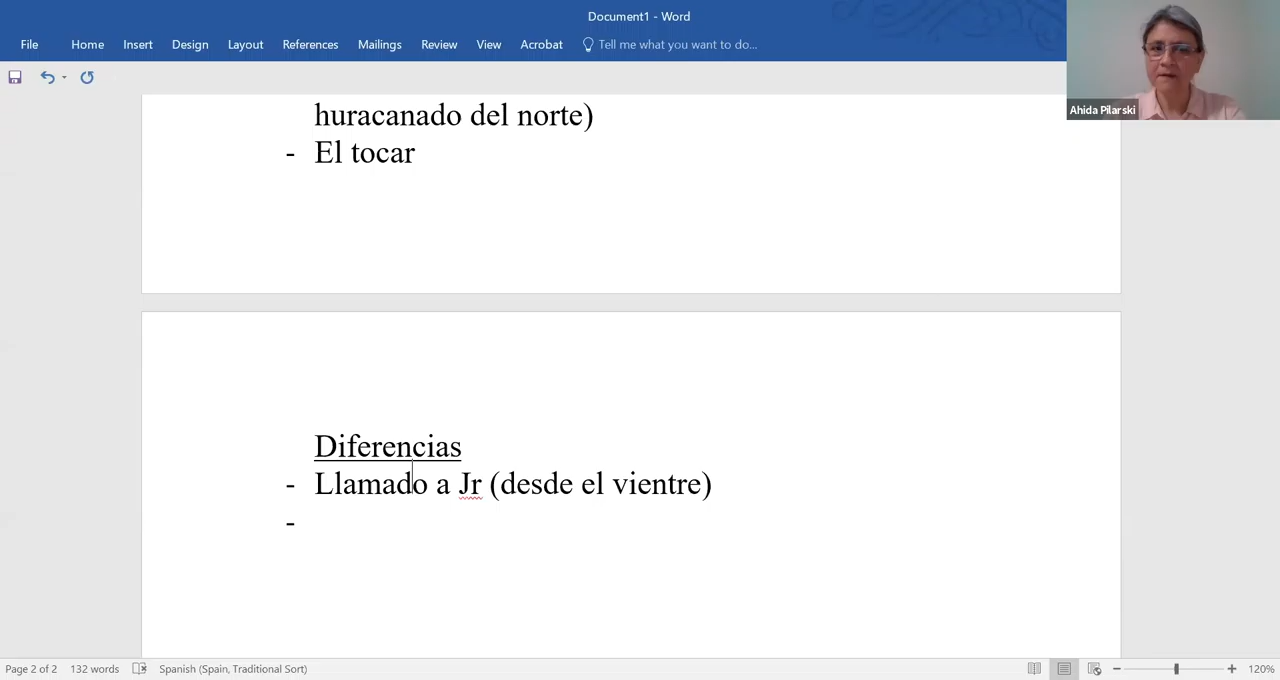 Document1 - Word
File Home Insert Design Layout References Mailings Review View Acrobat Tell me what you want to do...
Ahida Pilarski
huracanado del norte)
- El tocar
Diferencias
- Llamado a Jr (desde el vientre)
-
Page 2 of 2 132 words Spanish (Spain, Traditional Sort) 120%